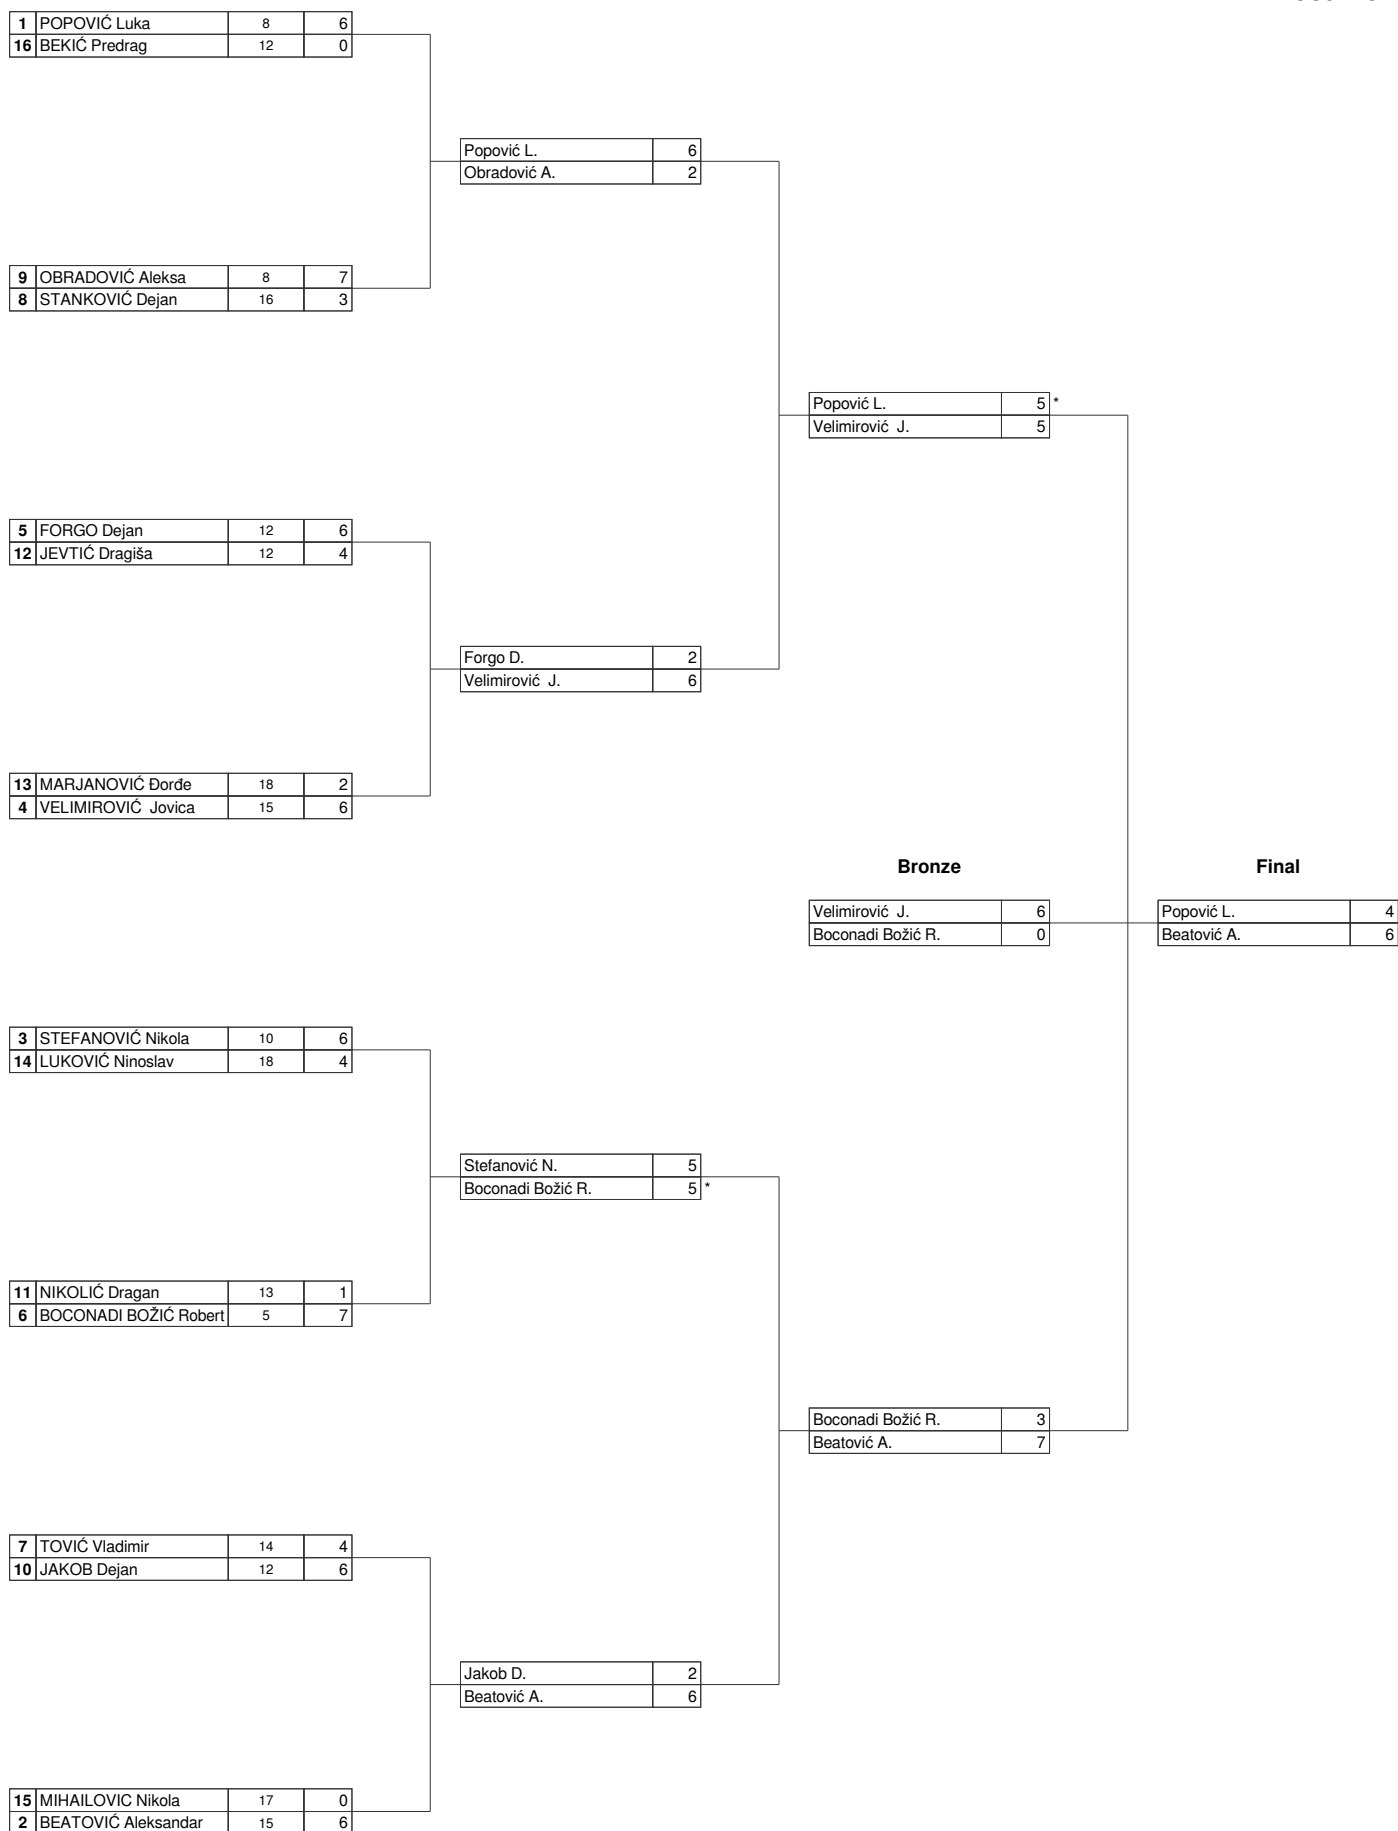 1 POPOVIĆ Luka 8 6
16 BEKIĆ Predrag 12 0
Popović L. 6
Obradović A. 2
9 OBRADOVIĆ Aleksa 8 7
8 STANKOVIĆ Dejan 16 3
Popović L. 5 *
Velimirović J. 5
5 FORGO Dejan 12 6
12 JEVTIĆ Dragiša 12 4
Forgo D. 2
Velimirović J. 6
13 MARJANOVIĆ Đorđe 18 2
4 VELIMIROVIĆ Jovica 15 6
Bronze Final
Velimirović J. 6 Popović L. 4
Boconadi Božić R. 0 Beatović A. 6
3 STEFANOVIĆ Nikola 10 6
14 LUKOVIĆ Ninoslav 18 4
Stefanović N. 5
Boconadi Božić R. 5 *
11 NIKOLIĆ Dragan 13 1
6 BOCONADI BOŽIĆ Robert 5 7
Boconadi Božić R. 3
Beatović A. 7
7 TOVIĆ Vladimir 14 4
10 JAKOB Dejan 12 6
Jakob D. 2
Beatović A. 6
15 MIHAILOVIC Nikola 17 0
2 BEATOVIĆ Aleksandar 15 6